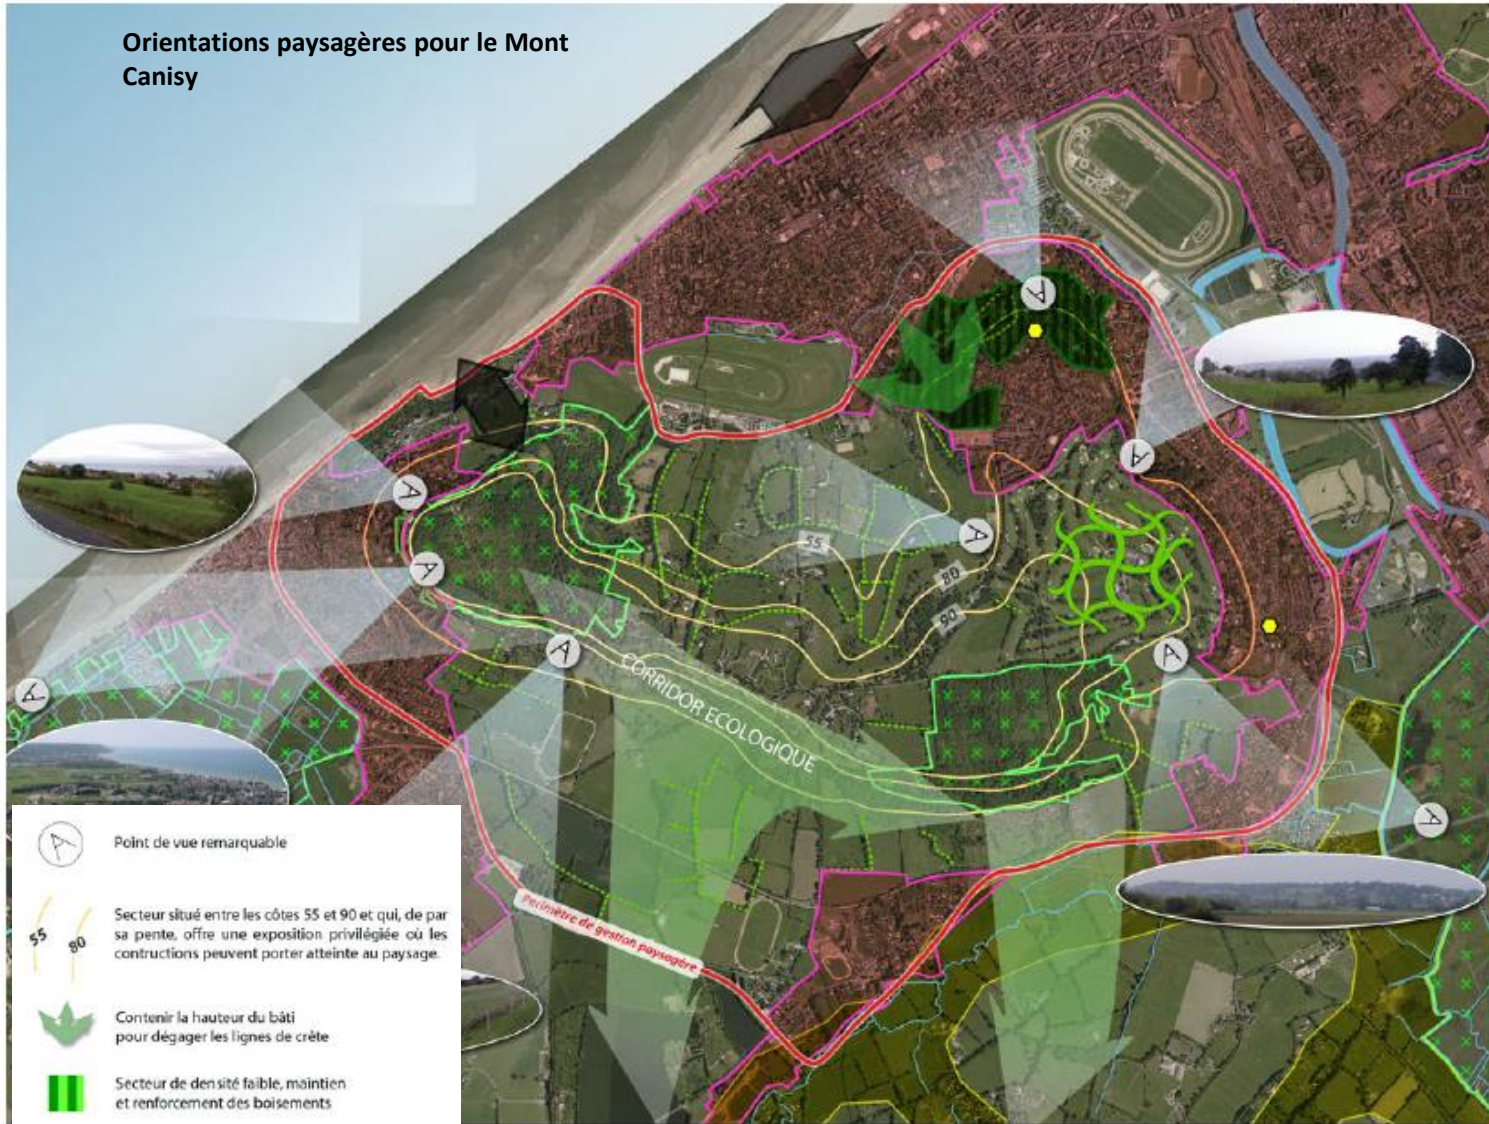 Orientations paysagères pour le Mont
Canisy
55
80
90
CORRIDOR ECOLOGIQUE
Périmètre de gestion paysagère
Point de vue remarquable
55
80
Secteur situé entre les côtes 55 et 90 et qui, de par
sa pente, offre une exposition privilégiée où les
contructions peuvent porter atteinte au paysage.
Contenir la hauteur du bâti
pour dégager les lignes de crête
Secteur de densité faible, maintien
et renforcement des boisements